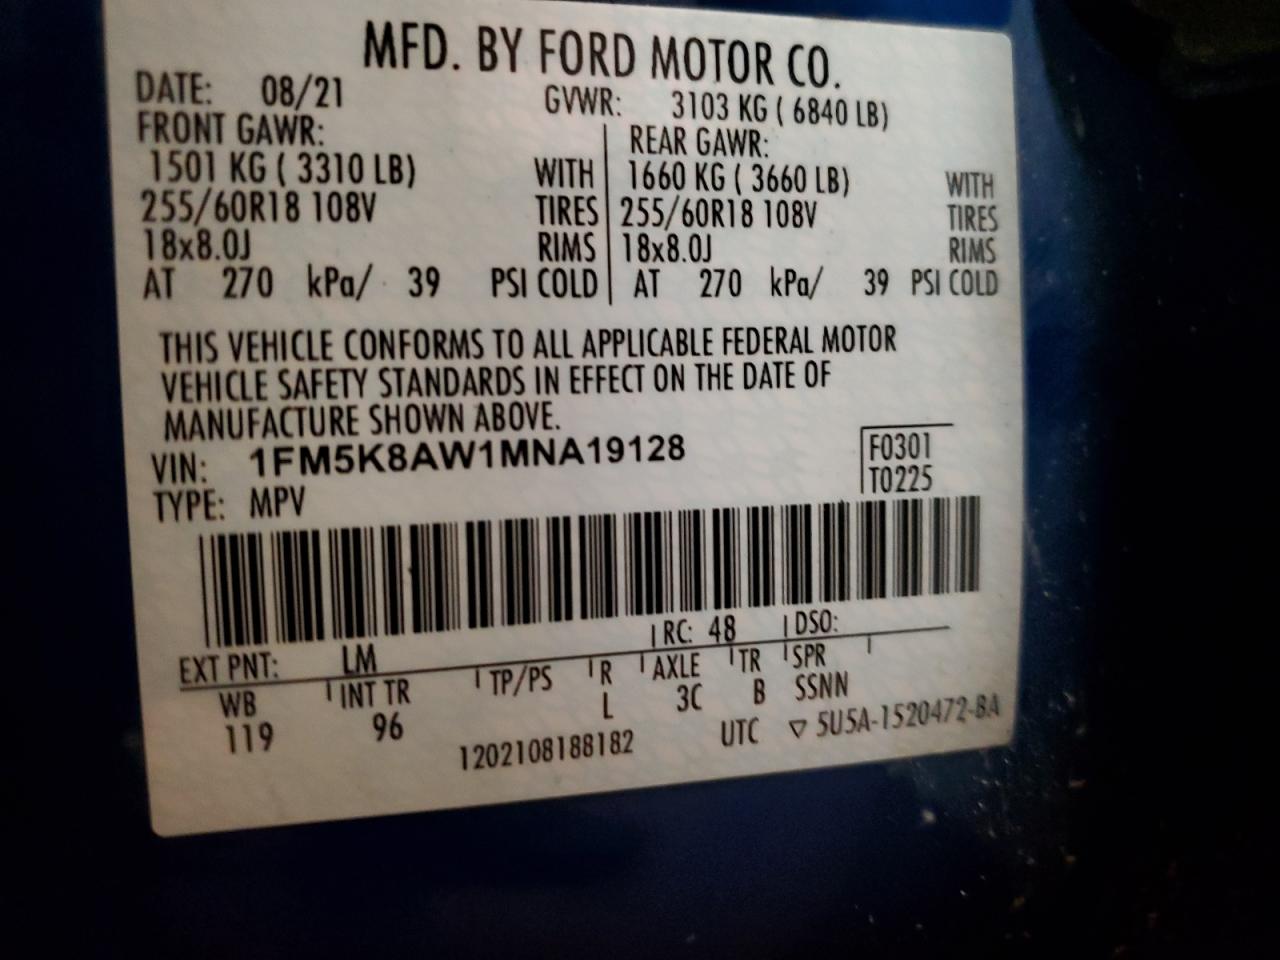 MFD. BY FORD MOTOR CO.
DATE: 08/21 GVWR: 3103 KG ( 6840 LB)
FRONT GAWR: REAR GAWR:
1501 KG ( 3310 LB) WITH 1660 KG ( 3660 LB) WITH
255/60R18 108V TIRES 255/60R18 108V TIRES
18x8.0J RIMS 18x8.0J RIMS
AT 270 kPa/ 39 PSI COLD AT 270 kPa/ 39 PSI COLD
THIS VEHICLE CONFORMS TO ALL APPLICABLE FEDERAL MOTOR
VEHICLE SAFETY STANDARDS IN EFFECT ON THE DATE OF
MANUFACTURE SHOWN ABOVE.
VIN: 1FM5K8AW1MNA19128 F0301
TYPE: MPV T0225
EXT PNT: LM RC: 48 DSO:
WB INT TR TP/PS R AXLE TR SPR
119 96 L 3C B SSNN
1202108188182 UTC ▽ 5U5A-1520472-BA